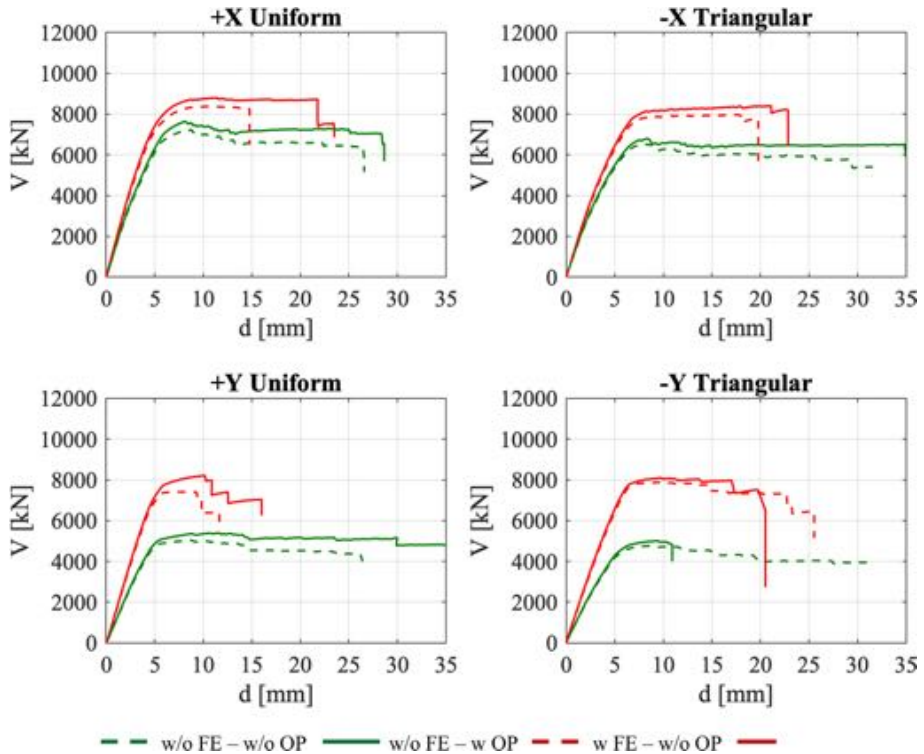 +X Uniform
12000
10000
8000
6000
4000
2000
0
V [kN]
0 5 10 15 20 25 30 35
d [mm]
-X Triangular
12000
10000
8000
6000
4000
2000
0
V [kN]
0 5 10 15 20 25 30 35
d [mm]
+Y Uniform
12000
10000
8000
6000
4000
2000
0
V [kN]
0 5 10 15 20 25 30 35
d [mm]
-Y Triangular
12000
10000
8000
6000
4000
2000
0
V [kN]
0 5 10 15 20 25 30 35
d [mm]
w/o FE – w/o OP w/o FE – w OP w FE – w/o OP w FE – w OP